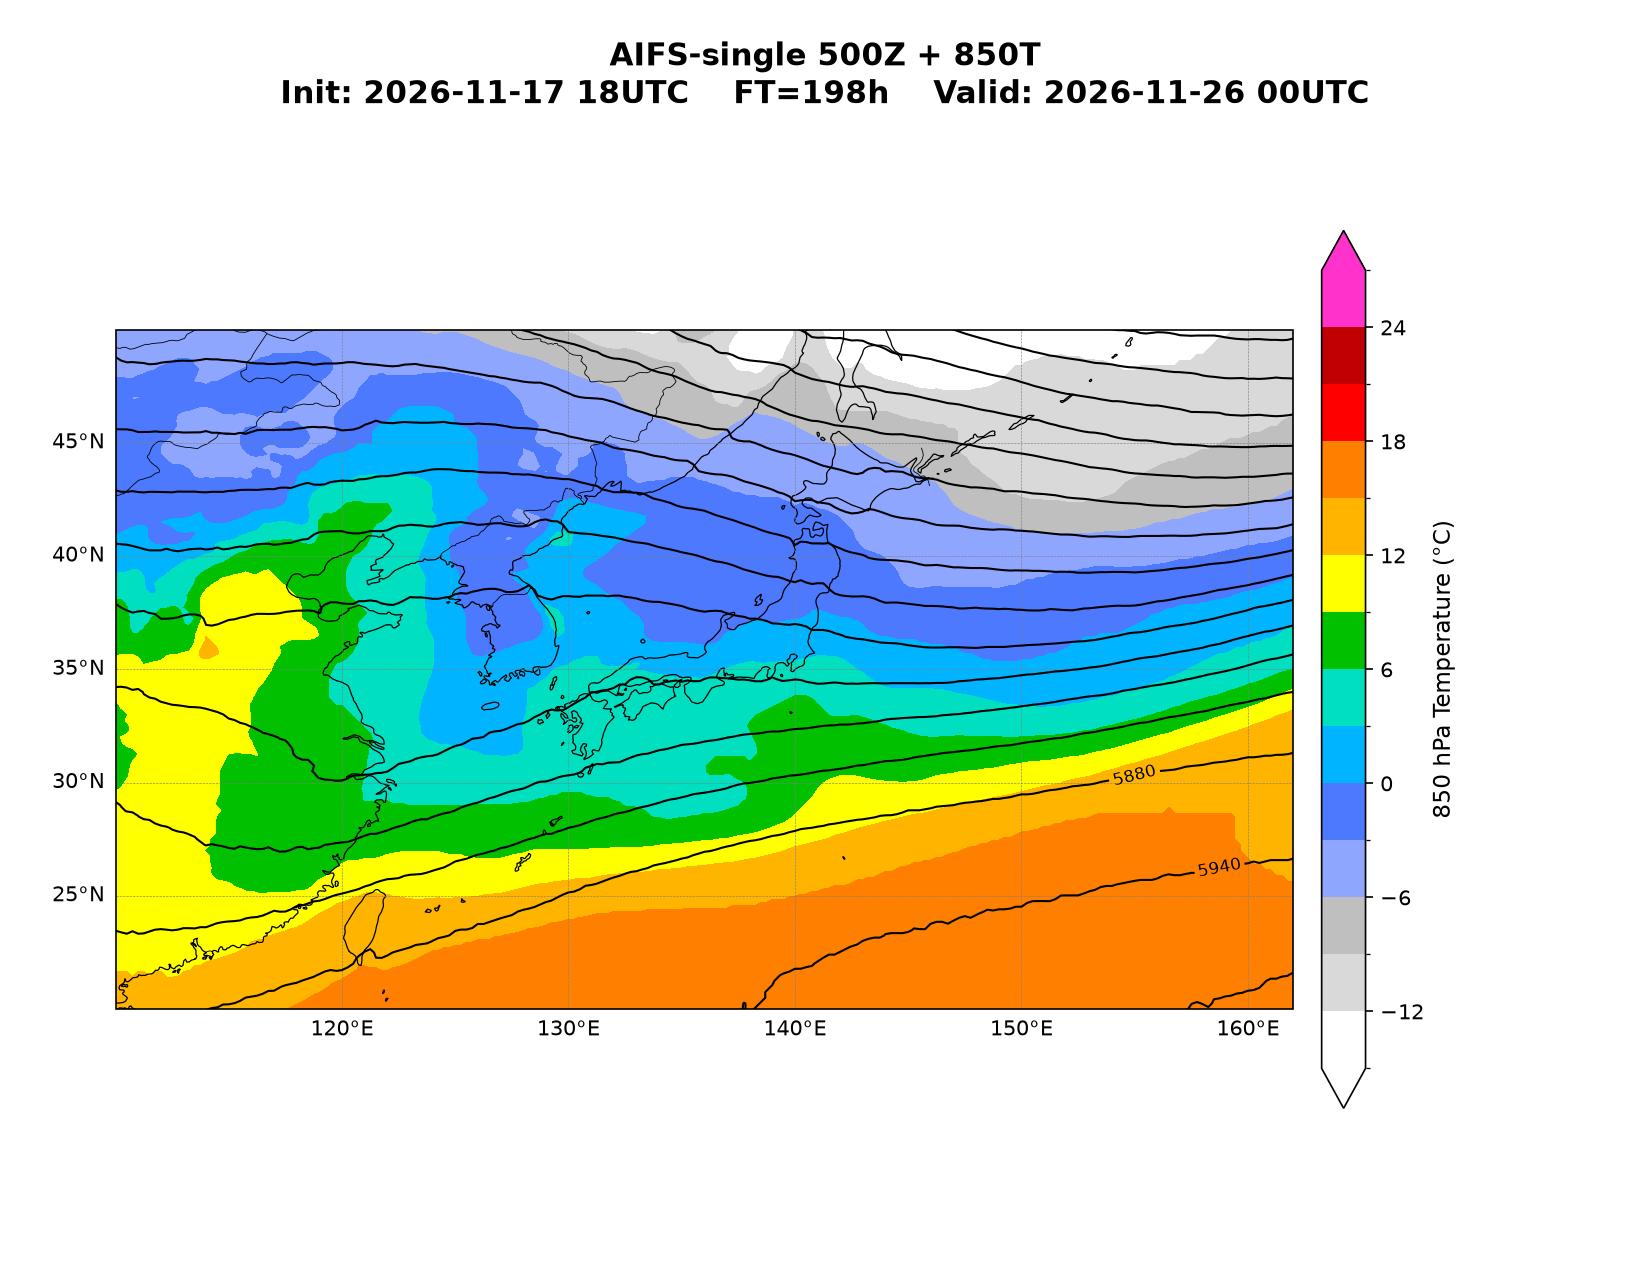 AIFS-single 500Z + 850T
Init: 2026-11-17 18UTC    FT=198h    Valid: 2026-11-26 00UTC
45°N
40°N
35°N
30°N
25°N
120°E
130°E
140°E
150°E
160°E
5880
5940
24
18
12
6
0
−6
−12
850 hPa Temperature (°C)